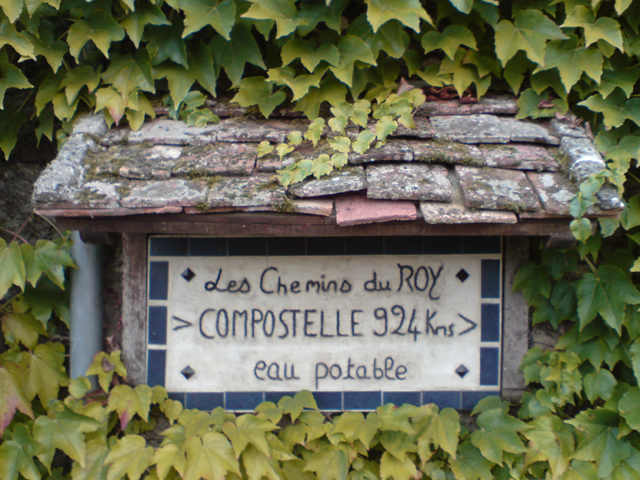 Les Chemins du ROY
> COMPOSTELLE 924 Kms >
eau potable